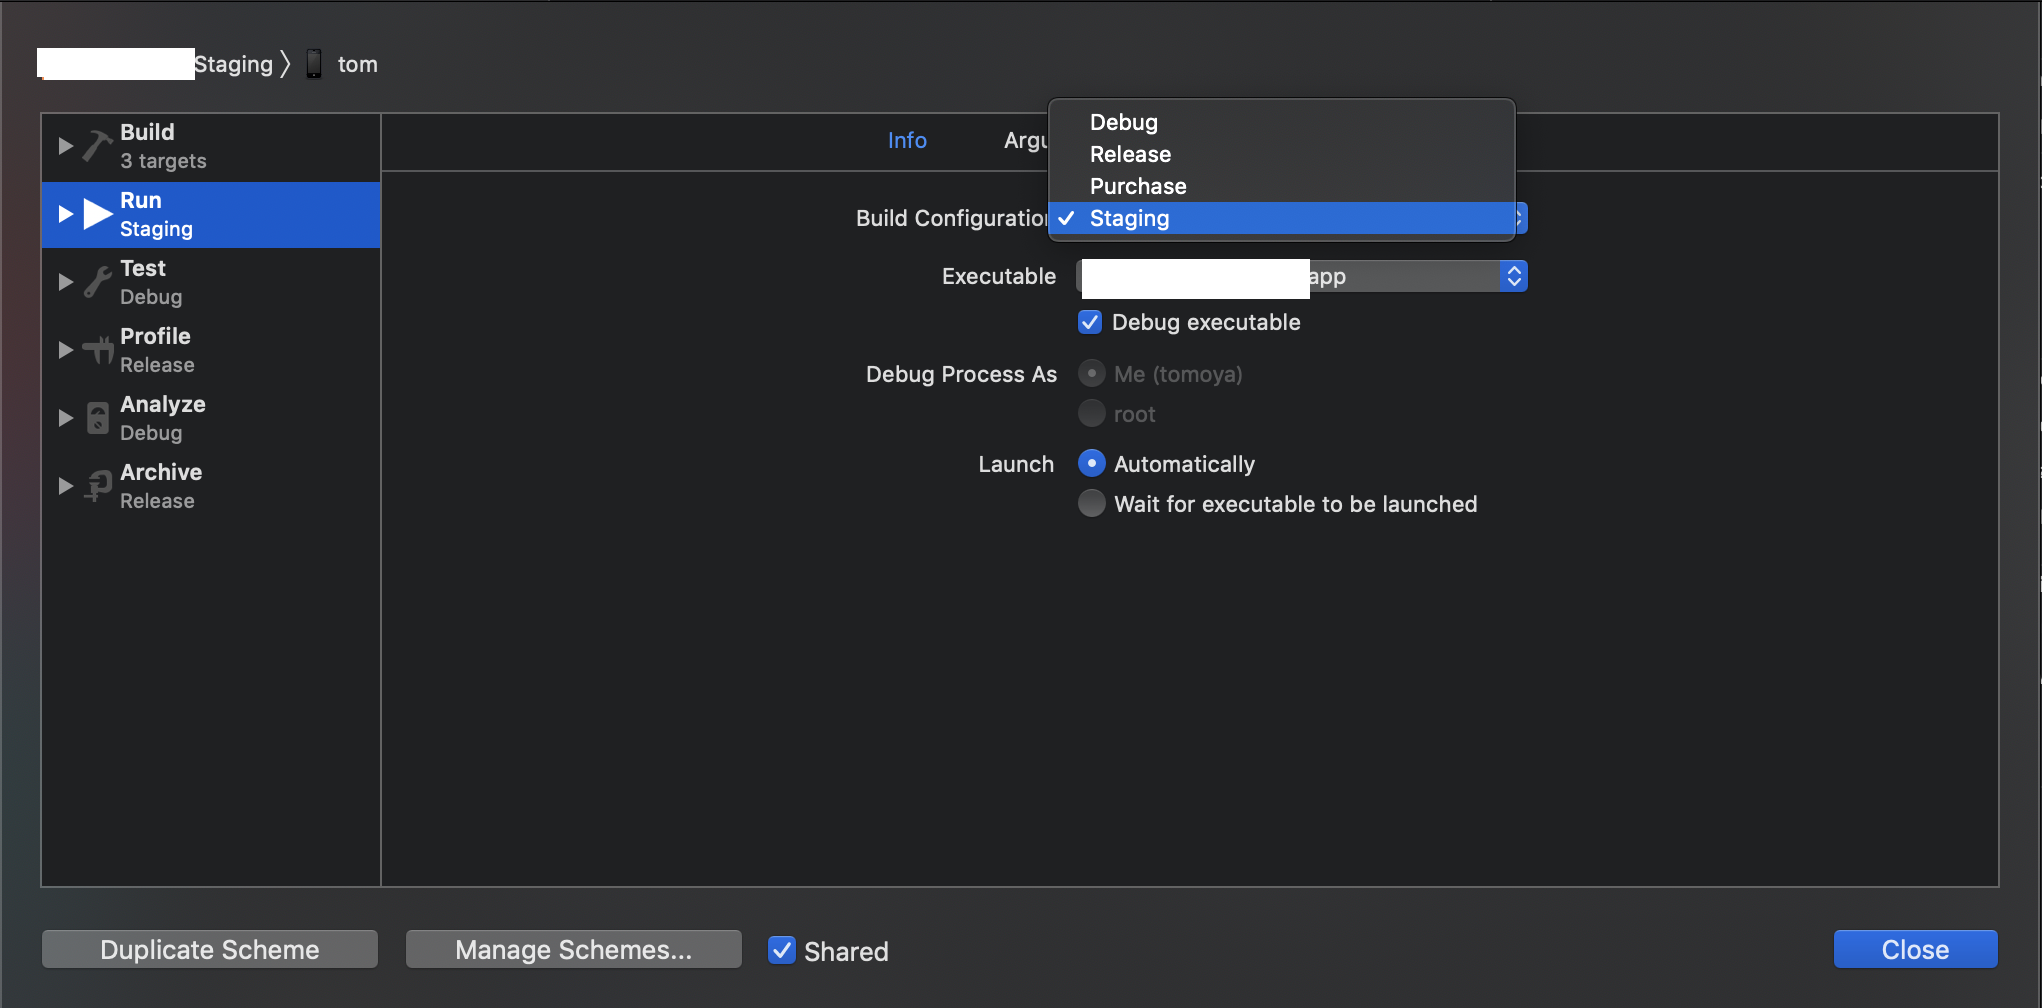 Staging 〉 tom
Build
3 targets
Run
Staging
Test
Debug
Profile
Release
Analyze
Debug
Archive
Release
Info
Argu
Debug
Release
Purchase
Build Configuration
✓ Staging
Executable
app
Debug executable
Debug Process As
Me (tomoya)
root
Launch
Automatically
Wait for executable to be launched
Duplicate Scheme
Manage Schemes...
Shared
Close